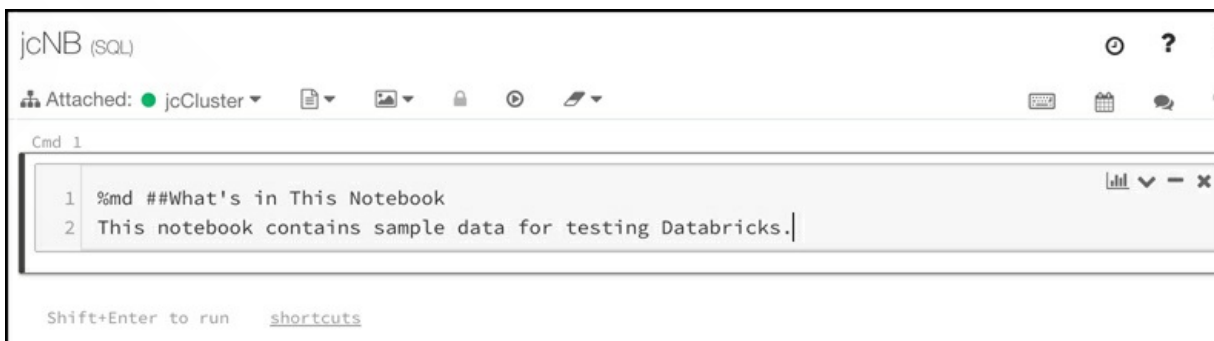 jcNB (SQL)
?
Attached: jcCluster
Cmd 1
1 %md ##What's in This Notebook
2 This notebook contains sample data for testing Databricks.
Shift+Enter to run shortcuts